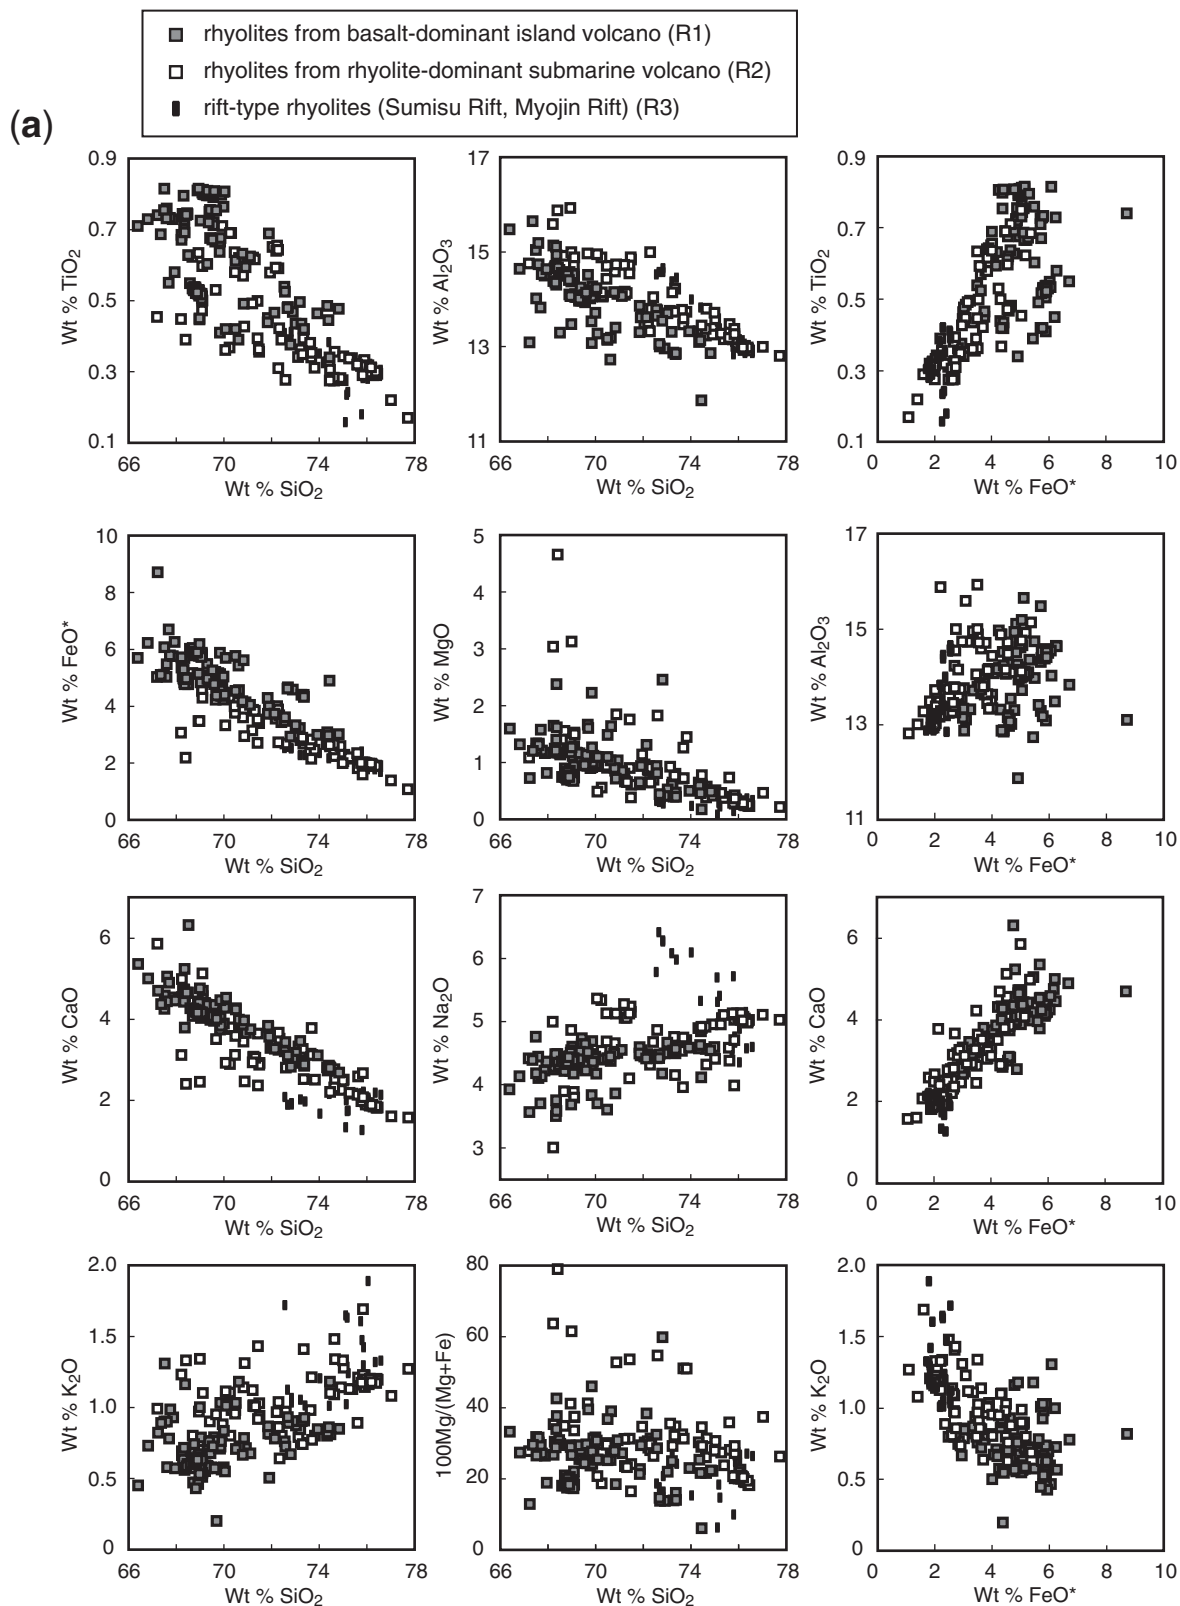 rhyolites from basalt-dominant island volcano (R1)
rhyolites from rhyolite-dominant submarine volcano (R2)
rift-type rhyolites (Sumisu Rift, Myojin Rift) (R3)
(a)
0.9
0.7
0.5
0.3
0.1
Wt % TiO2
66 70 74 78
Wt % SiO2
17
15
13
11
Wt % Al2O3
66 70 74 78
Wt % SiO2
0.9
0.7
0.5
0.3
0.1
Wt % TiO2
0 2 4 6 8 10
Wt % FeO*
10
8
6
4
2
0
Wt % FeO*
66 70 74 78
Wt % SiO2
5
4
3
2
1
0
Wt % MgO
66 70 74 78
Wt % SiO2
17
15
13
11
Wt % Al2O3
0 2 4 6 8 10
Wt % FeO*
6
4
2
0
Wt % CaO
66 70 74 78
Wt % SiO2
7
6
5
4
3
Wt % Na2O
66 70 74 78
Wt % SiO2
6
4
2
0
Wt % CaO
0 2 4 6 8 10
Wt % FeO*
2.0
1.5
1.0
0.5
0
Wt % K2O
66 70 74 78
Wt % SiO2
80
60
40
20
0
100Mg/(Mg+Fe)
66 70 74 78
Wt % SiO2
2.0
1.5
1.0
0.5
0
Wt % K2O
0 2 4 6 8 10
Wt % FeO*